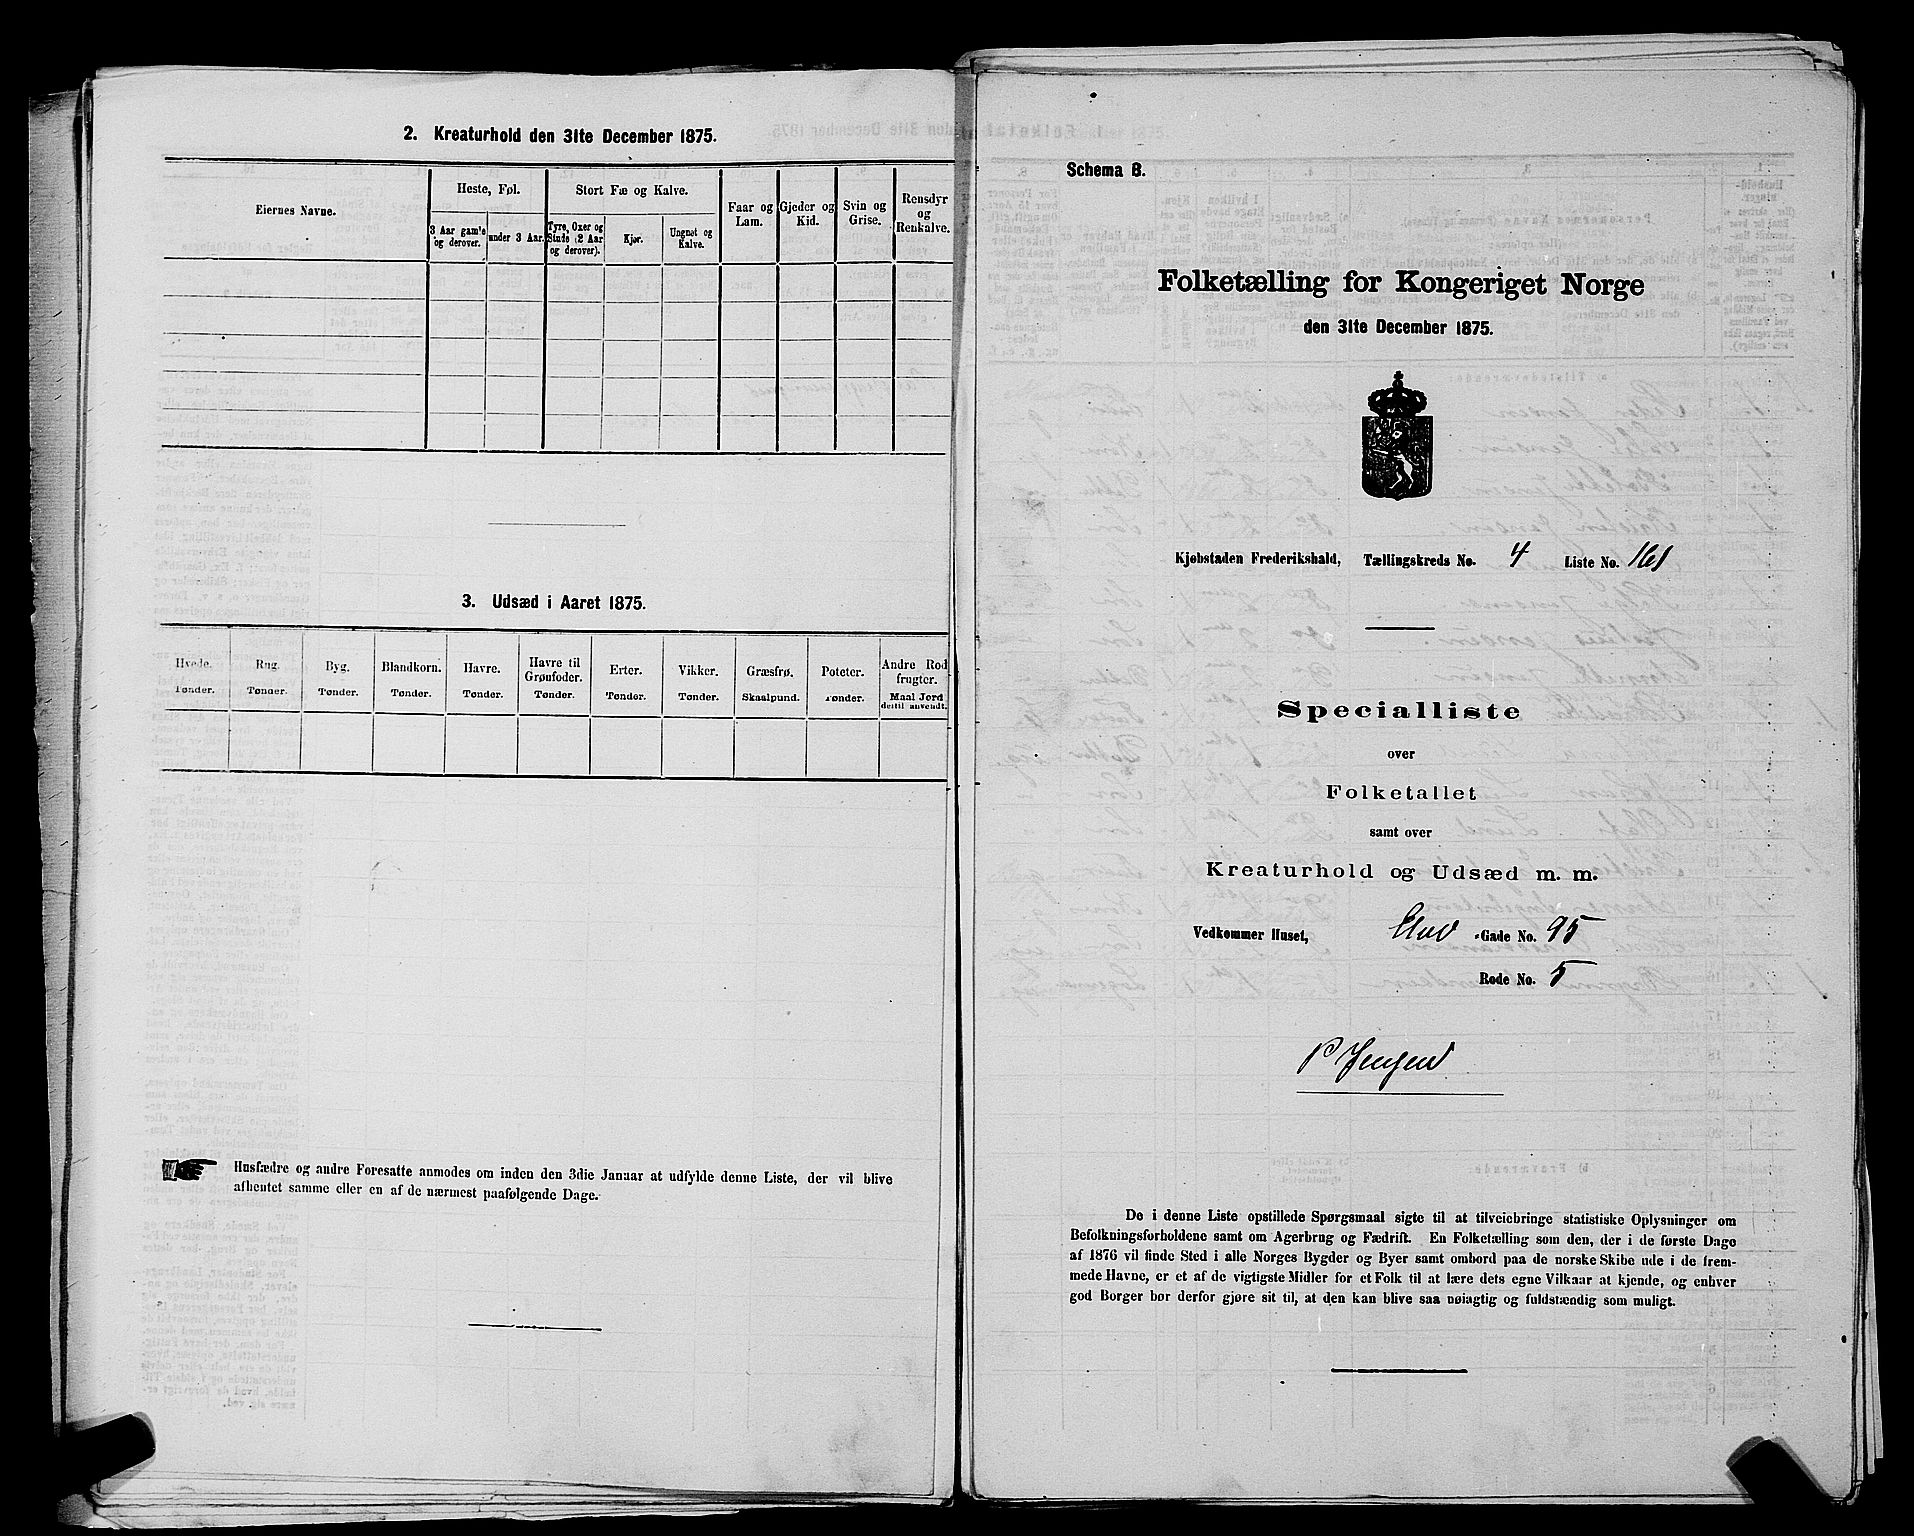 2. Kreaturhold den 31te December 1875.
Eiernes Navne.
Heste, Føl.
Stort Fæ og Kalve.
3 Aar gamle og derover.
under 3 Aar.
Tyre, Oxer og Stude (2 Aar og derover).
Kjør.
Ungnøt og Kalve.
Faar og Lam.
Gjeder og Kid.
Svin og Grise.
Rensdyr og Renkalve.
3. Udsæd i Aaret 1875.
Hvede. Tønder.
Rug. Tønder.
Byg. Tønder.
Blandkorn. Tønder.
Havre. Tønder.
Havre til Grønfoder. Tønder.
Erter. Tønder.
Vikker. Tønder.
Græsfrø. Skaalpund.
Poteter. Tønder.
Andre Rodfrugter. Maal Jord dertil anvendt.
Husfædre og andre Foresatte anmodes om inden den 3die Januar at udfylde denne Liste, der vil blive
afhentet samme eller en af de nærmest paafølgende Dage.
Schema B.
Folketælling for Kongeriget Norge
den 31te December 1875.
Kjøbstaden Frederikshald, Tællingskreds No. 4 Liste No. 161
Specialliste
over
Folketallet
samt over
Kreaturhold og Udsæd m. m.
Vedkommer Huset, -Gade No. 95
Rode No. 5
P Jensen
De i denne Liste opstillede Spørgsmaal sigte til at tilveiebringe statistiske Oplysninger om
Befolkningsforholdene samt om Agerbrug og Fædrift. En Folketælling som den, der i de første Dage
af 1876 vil finde Sted i alle Norges Bygder og Byer samt ombord paa de norske Skibe ude i de frem-
mede Havne, er et af de vigtigste Midler for et Folk til at lære dets egne Vilkaar at kjende, og enhver
god Borger bør derfor gjøre sit til, at den kan blive saa nøiagtig og fuldstændig som muligt.